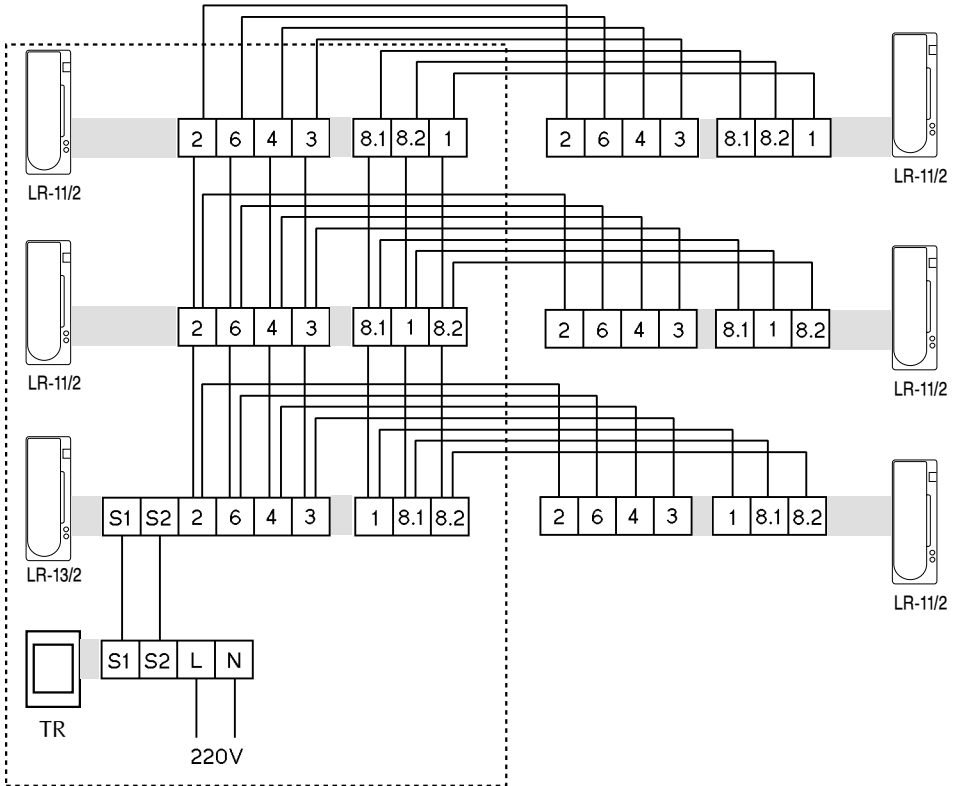 2 6 4 3 8.1 8.2 1 2 6 4 3 8.1 8.2 1
LR-11/2 LR-11/2
2 6 4 3 8.1 1 8.2 2 6 4 3 8.1 1 8.2
LR-11/2 LR-11/2
S1 S2 2 6 4 3 1 8.1 8.2 2 6 4 3 1 8.1 8.2
LR-13/2 LR-11/2
S1 S2 L N
TR
220V